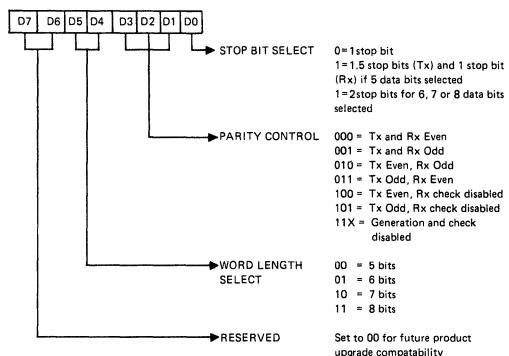 D7 D6 D5 D4 D3 D2 D1 D0
STOP BIT SELECT 0=1stop bit
1=1.5 stop bits (Tx) and 1 stop bit
(Rx) if 5 data bits selected
1=2stop bits for 6, 7 or 8 data bits
selected
PARITY CONTROL 000 = Tx and Rx Even
001 = Tx and Rx Odd
010 = Tx Even, Rx Odd
011 = Tx Odd, Rx Even
100 = Tx Even, Rx check disabled
101 = Tx Odd, Rx check disabled
11X = Generation and check
disabled
WORD LENGTH 00 = 5 bits
SELECT 01 = 6 bits
10 = 7 bits
11 = 8 bits
RESERVED Set to 00 for future product
upgrade compatability